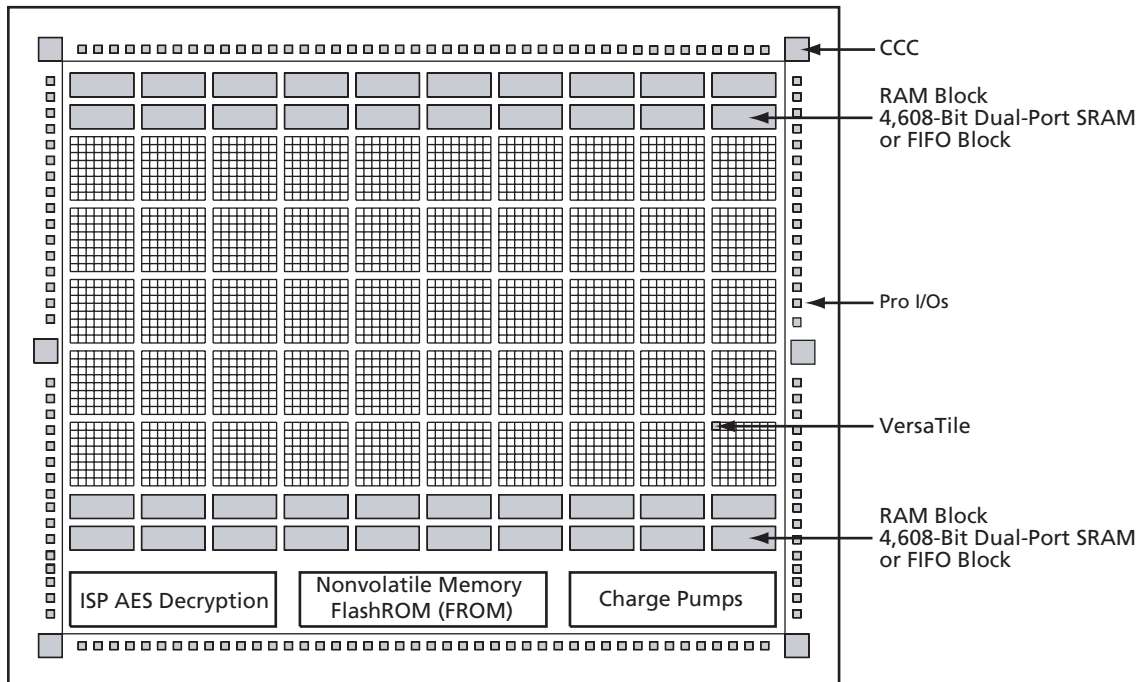 CCC
RAM Block
4,608-Bit Dual-Port SRAM
or FIFO Block
Pro I/Os
VersaTile
RAM Block
4,608-Bit Dual-Port SRAM
or FIFO Block
ISP AES Decryption
Nonvolatile Memory
FlashROM (FROM)
Charge Pumps